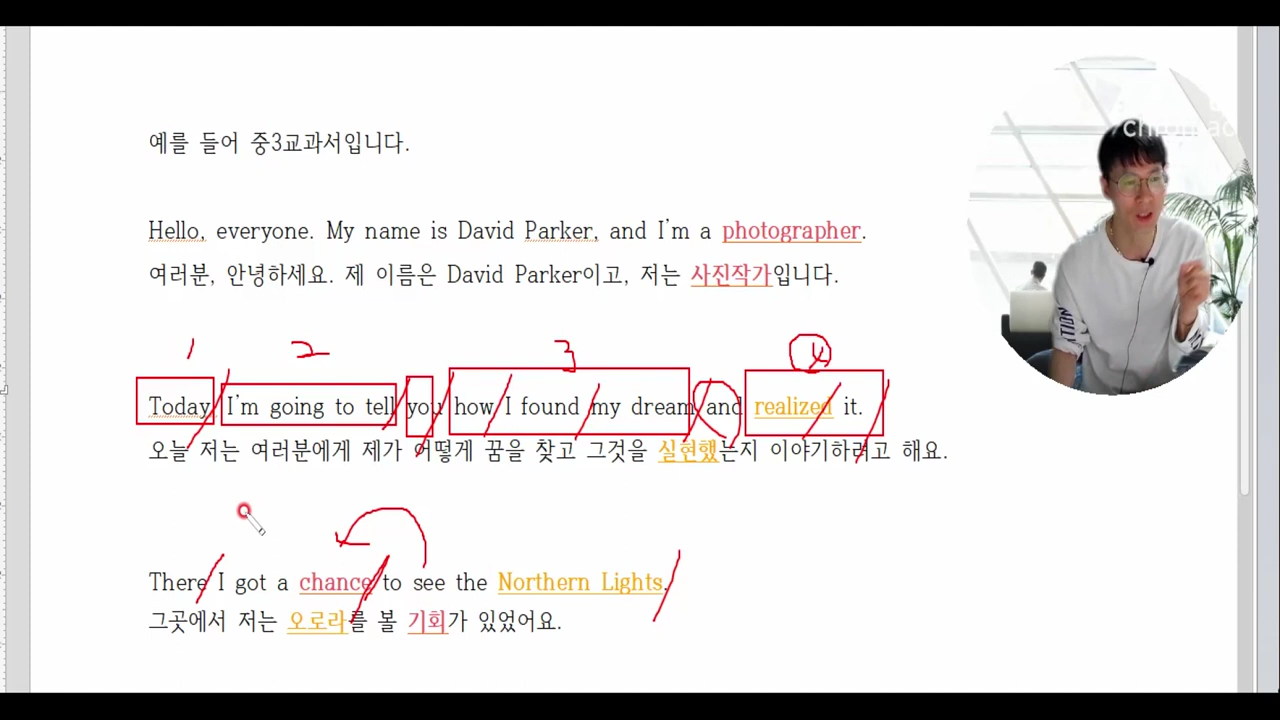 예를 들어 중3교과서입니다.
Hello, everyone. My name is David Parker, and I'm a photographer.
여러분, 안녕하세요. 제 이름은 David Parker이고, 저는 사진작가입니다.
1 2 3 4
Today, I'm going to tell you how I found my dream and realized it.
오늘 저는 여러분에게 제가 어떻게 꿈을 찾고 그것을 실현했는지 이야기하려고 해요.
There I got a chance to see the Northern Lights.
그곳에서 저는 오로라를 볼 기회가 있었어요.